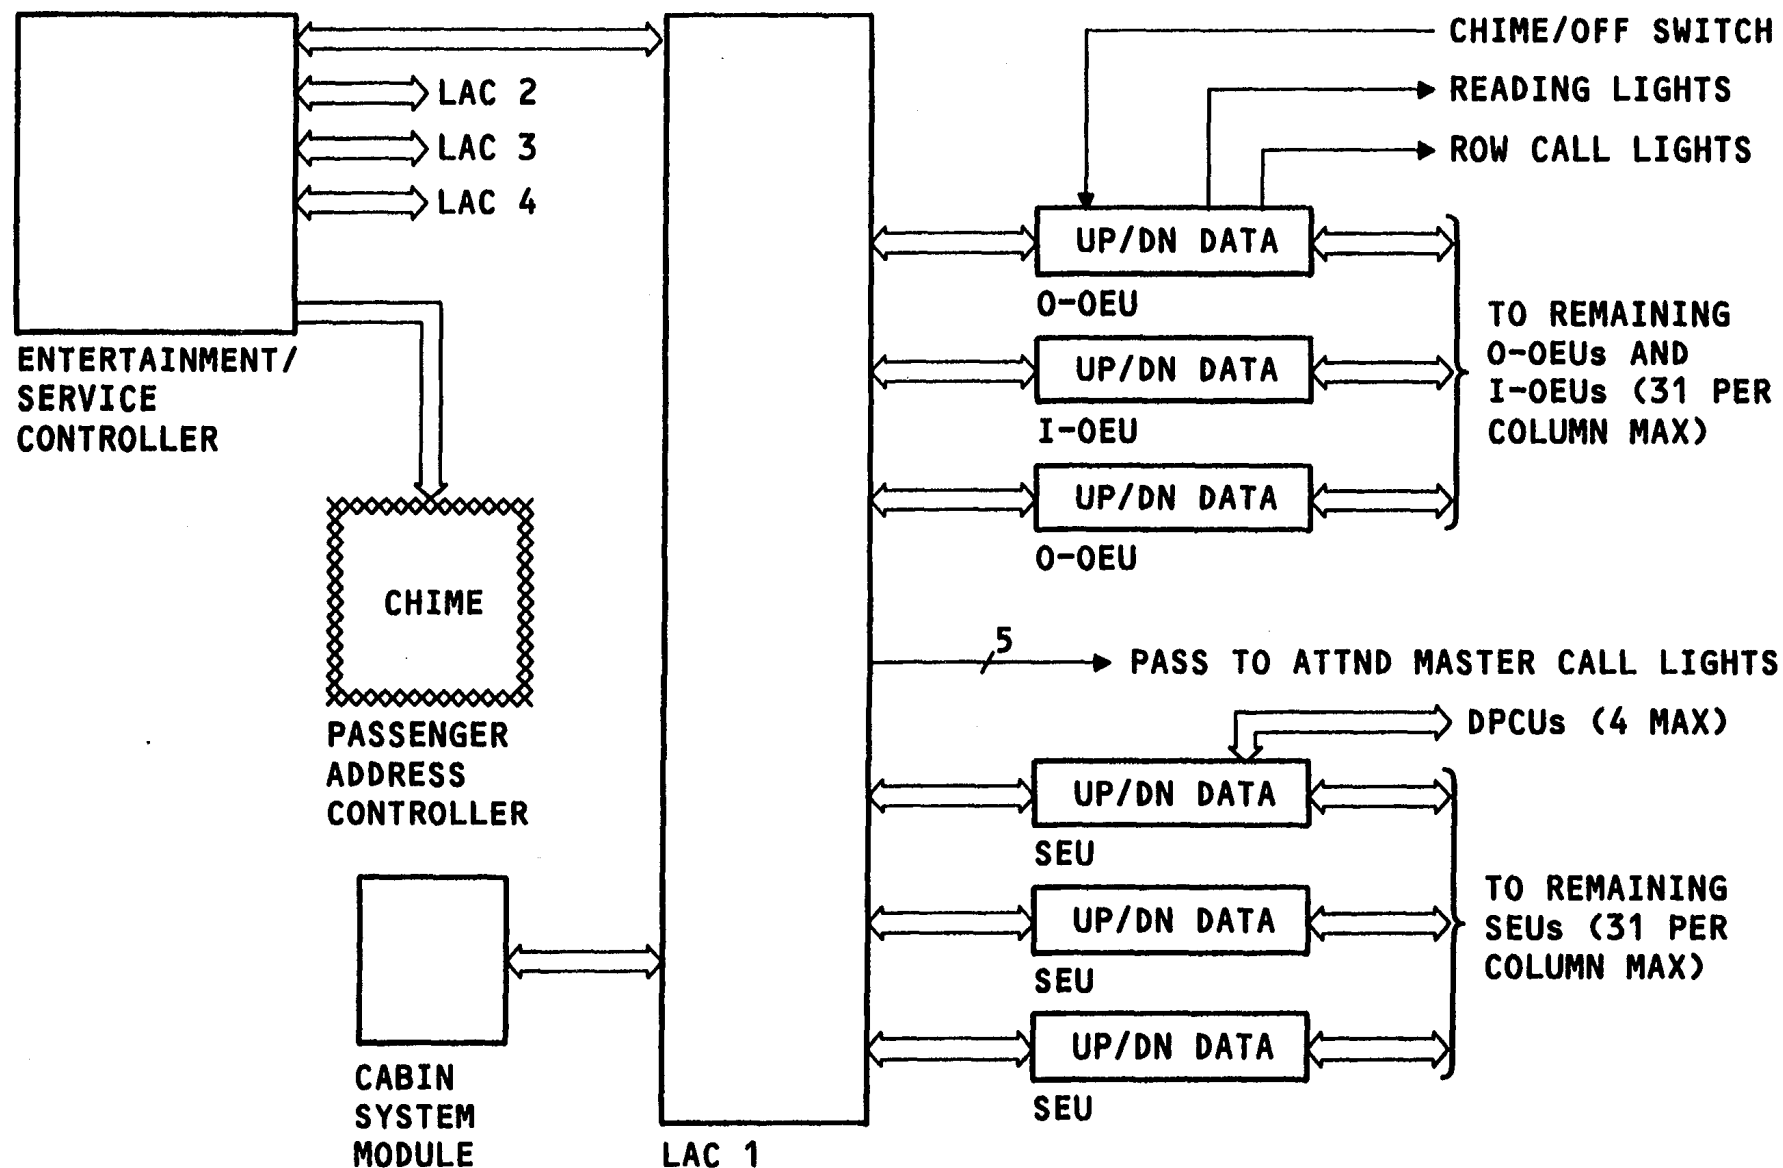 CHIME/OFF SWITCH
READING LIGHTS
ROW CALL LIGHTS
LAC 2
LAC 3
LAC 4
UP/DN DATA
O-OEU
UP/DN DATA
I-OEU
UP/DN DATA
O-OEU
TO REMAINING
O-OEUs AND
I-OEUs (31 PER
COLUMN MAX)
ENTERTAINMENT/
SERVICE
CONTROLLER
CHIME
PASSENGER
ADDRESS
CONTROLLER
5
PASS TO ATTND MASTER CALL LIGHTS
DPCUs (4 MAX)
UP/DN DATA
SEU
UP/DN DATA
SEU
UP/DN DATA
SEU
TO REMAINING
SEUs (31 PER
COLUMN MAX)
CABIN
SYSTEM
MODULE
LAC 1